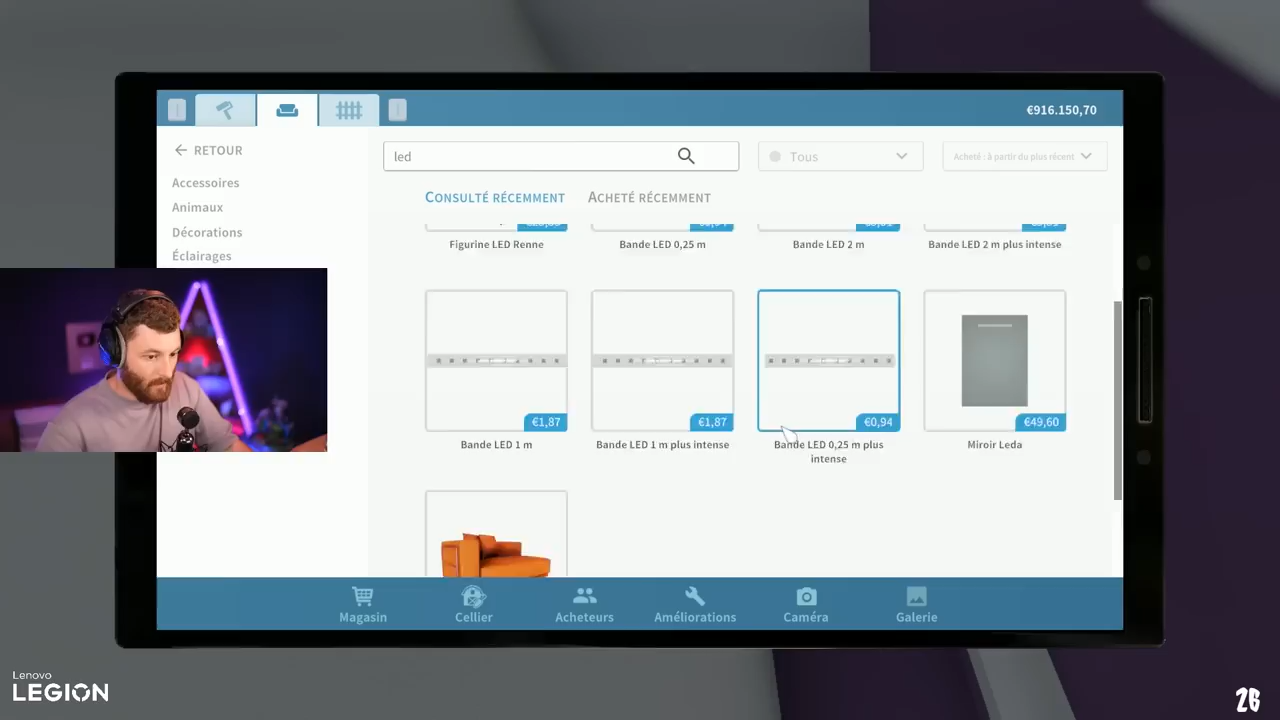 €916.150,70
RETOUR
led
Tous
Acheté : à partir du plus récent
Accessoires
Animaux
Décorations
Éclairages
CONSULTÉ RÉCEMMENT
ACHETÉ RÉCEMMENT
Figurine LED Renne
Bande LED 0,25 m
Bande LED 2 m
Bande LED 2 m plus intense
€1,87
€1,87
€0,94
€49,60
Bande LED 1 m
Bande LED 1 m plus intense
Bande LED 0,25 m plus
intense
Miroir Leda
Magasin
Cellier
Acheteurs
Améliorations
Caméra
Galerie
Lenovo
LEGION
26